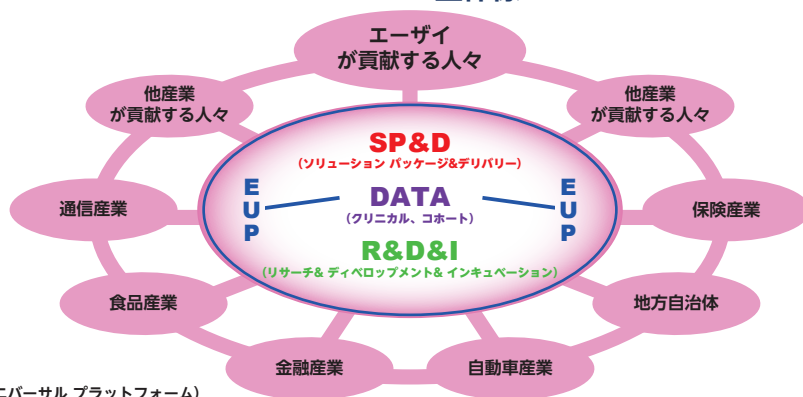 エーザイ
が貢献する人々
他産業
が貢献する人々
他産業
が貢献する人々
SP&D
(ソリューション パッケージ&デリバリー)
EUP
DATA
(クリニカル、コホート)
EUP
通信産業
保険産業
R&D&I
(リサーチ& ディベロップメント& インキュベーション)
食品産業
地方自治体
金融産業
自動車産業
バーサル プラットフォーム)